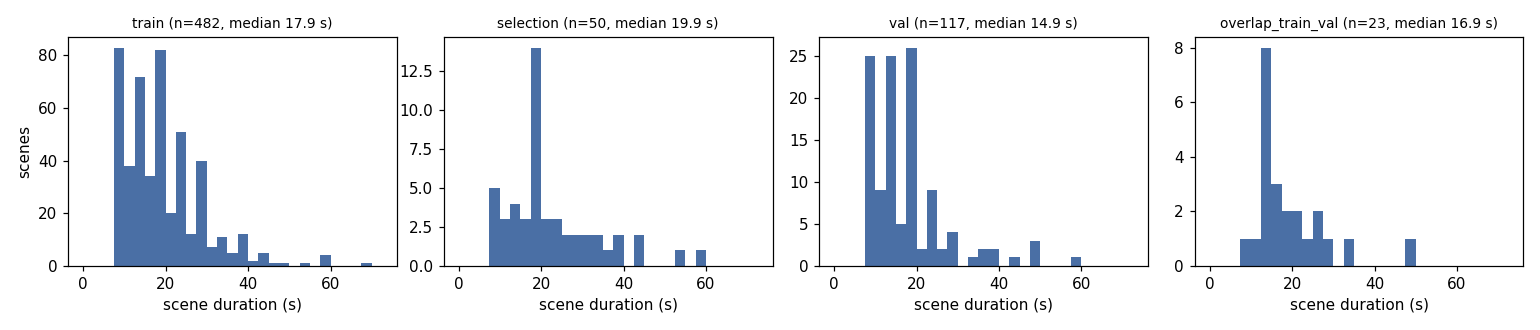 train (n=482, median 17.9 s)
80
60
40
20
0
scenes
0 20 40 60
scene duration (s)
selection (n=50, median 19.9 s)
12.5
10.0
7.5
5.0
2.5
0.0
0 20 40 60
scene duration (s)
val (n=117, median 14.9 s)
25
20
15
10
5
0
0 20 40 60
scene duration (s)
overlap_train_val (n=23, median 16.9 s)
8
6
4
2
0
0 20 40 60
scene duration (s)